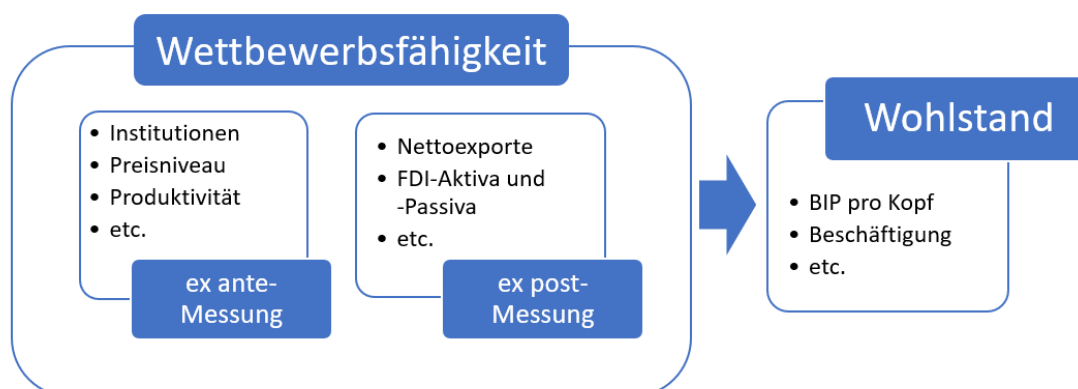 Wettbewerbsfähigkeit
• Institutionen
• Preisniveau
• Produktivität
• etc.
ex ante-
Messung
• Nettoexporte
• FDI-Aktiva und
-Passiva
• etc.
ex post-
Messung
Wohlstand
• BIP pro Kopf
• Beschäftigung
• etc.